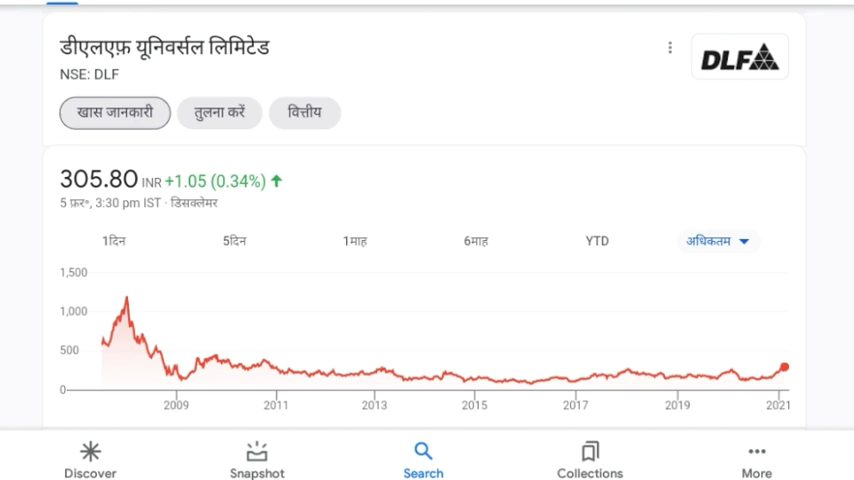 डीएलएफ़ यूनिवर्सल लिमिटेड
NSE: DLF
DLF
खास जानकारी तुलना करें वित्तीय
305.80 INR +1.05 (0.34%)
5 फ़र॰, 3:30 pm IST · डिसक्लेमर
1दिन 5दिन 1माह 6माह YTD अधिकतम
1,500
1,000
500
0
2009 2011 2013 2015 2017 2019 2021
Discover Snapshot Search Collections More